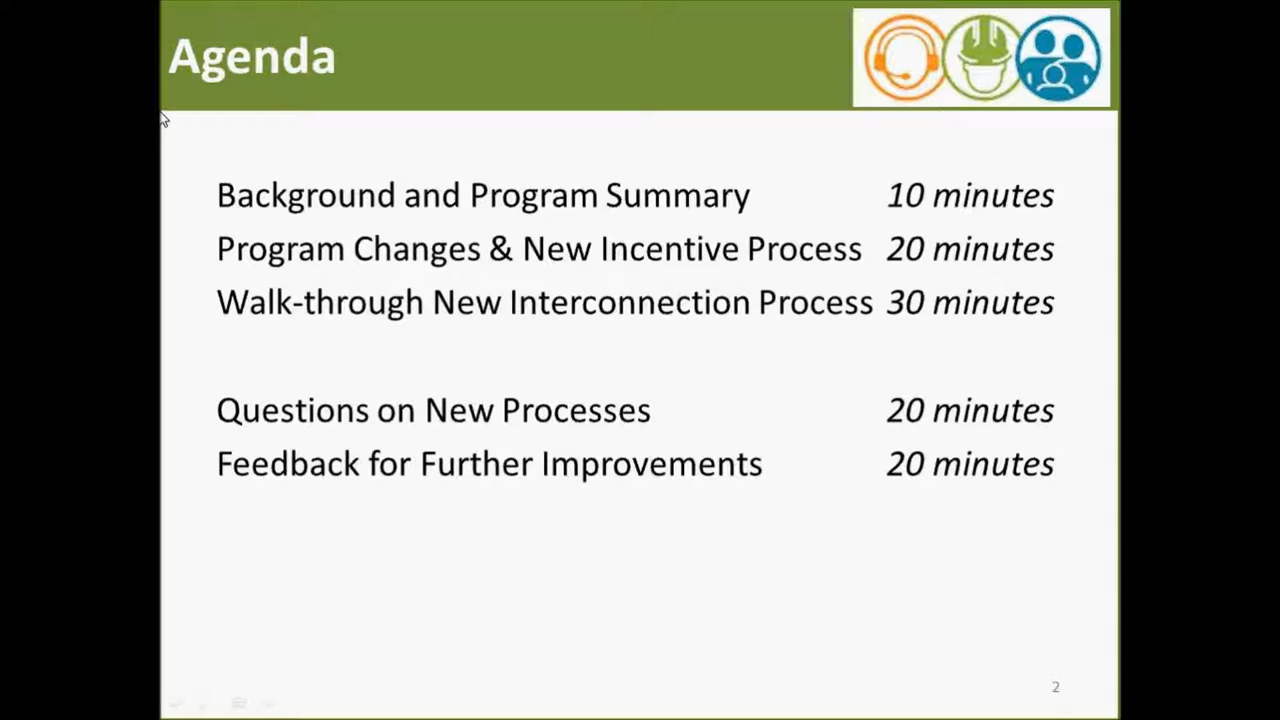 Agenda
Background and Program Summary 10 minutes
Program Changes & New Incentive Process 20 minutes
Walk-through New Interconnection Process 30 minutes
Questions on New Processes 20 minutes
Feedback for Further Improvements 20 minutes
2